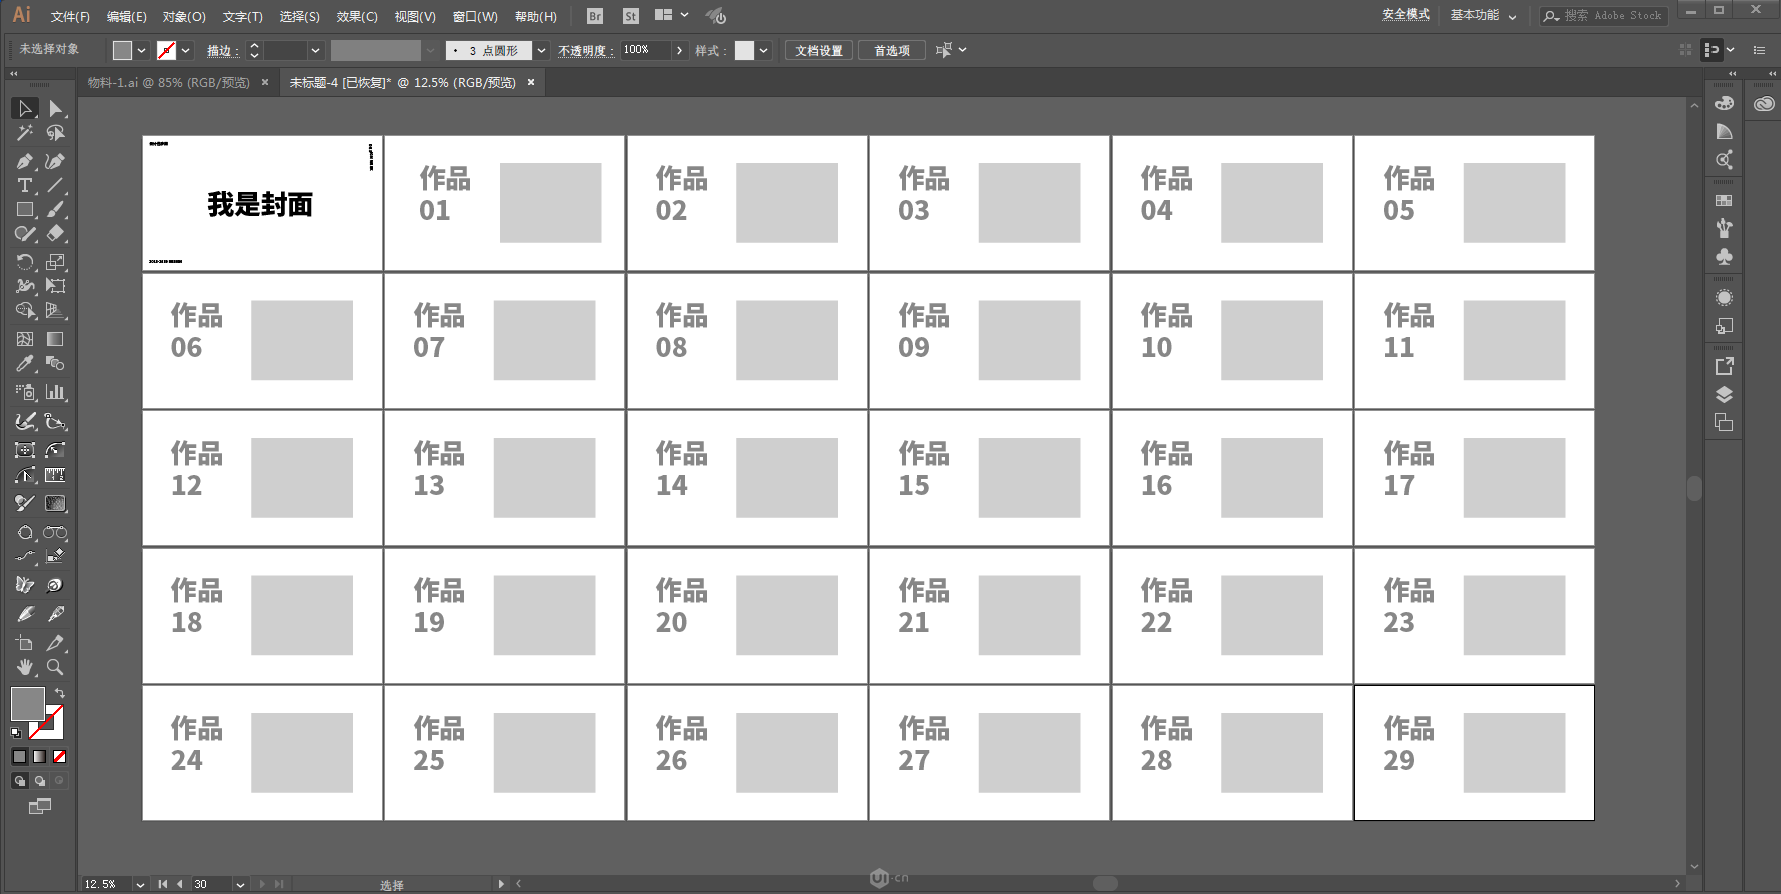 Ai 文件(F) 编辑(E) 对象(O) 文字(T) 选择(S) 效果(C) 视图(V) 窗口(W) 帮助(H) Br St 安全模式 基本功能 搜索 Adobe Stock
未选择对象 描边: 3 点圆形 不透明度: 100% 样式: 文档设置 首选项
物料-1.ai @ 85% (RGB/预览) × 未标题-4 [已恢复]* @ 12.5% (RGB/预览) ×
我是封面
作品
01
作品
02
作品
03
作品
04
作品
05
作品
06
作品
07
作品
08
作品
09
作品
10
作品
11
作品
12
作品
13
作品
14
作品
15
作品
16
作品
17
作品
18
作品
19
作品
20
作品
21
作品
22
作品
23
作品
24
作品
25
作品
26
作品
27
作品
28
作品
29
12.5% 30 选择
UI·cn